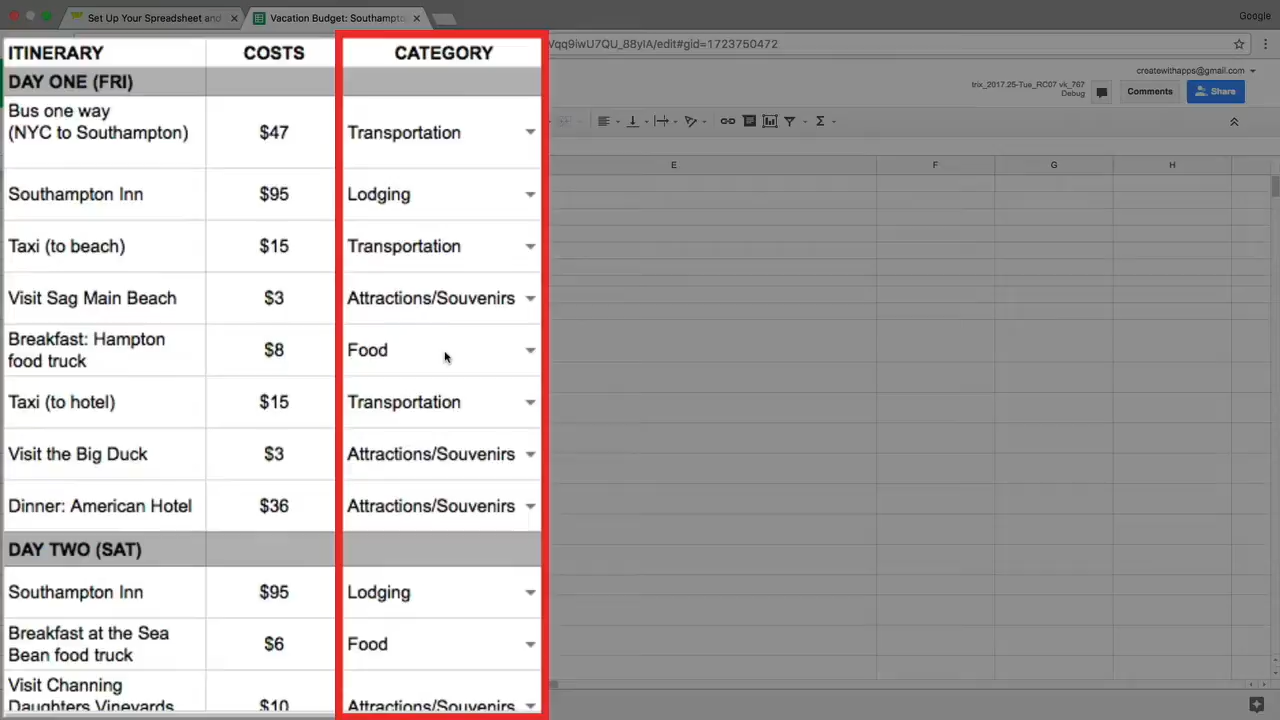 Set Up Your Spreadsheet and
Vacation Budget: Southampto
Google
Vqq9iwU7QU_88yIA/edit#gid=1723750472
createwithapps@gmail.com
trix_2017.25-Tue_RC07 vk_767
Debug
Comments
Share
E F G H
ITINERARY COSTS CATEGORY
DAY ONE (FRI)
Bus one way
(NYC to Southampton) $47 Transportation
Southampton Inn $95 Lodging
Taxi (to beach) $15 Transportation
Visit Sag Main Beach $3 Attractions/Souvenirs
Breakfast: Hampton
food truck $8 Food
Taxi (to hotel) $15 Transportation
Visit the Big Duck $3 Attractions/Souvenirs
Dinner: American Hotel $36 Attractions/Souvenirs
DAY TWO (SAT)
Southampton Inn $95 Lodging
Breakfast at the Sea
Bean food truck $6 Food
Visit Channing
Daughters Vineyards $10 Attractions/Souvenirs